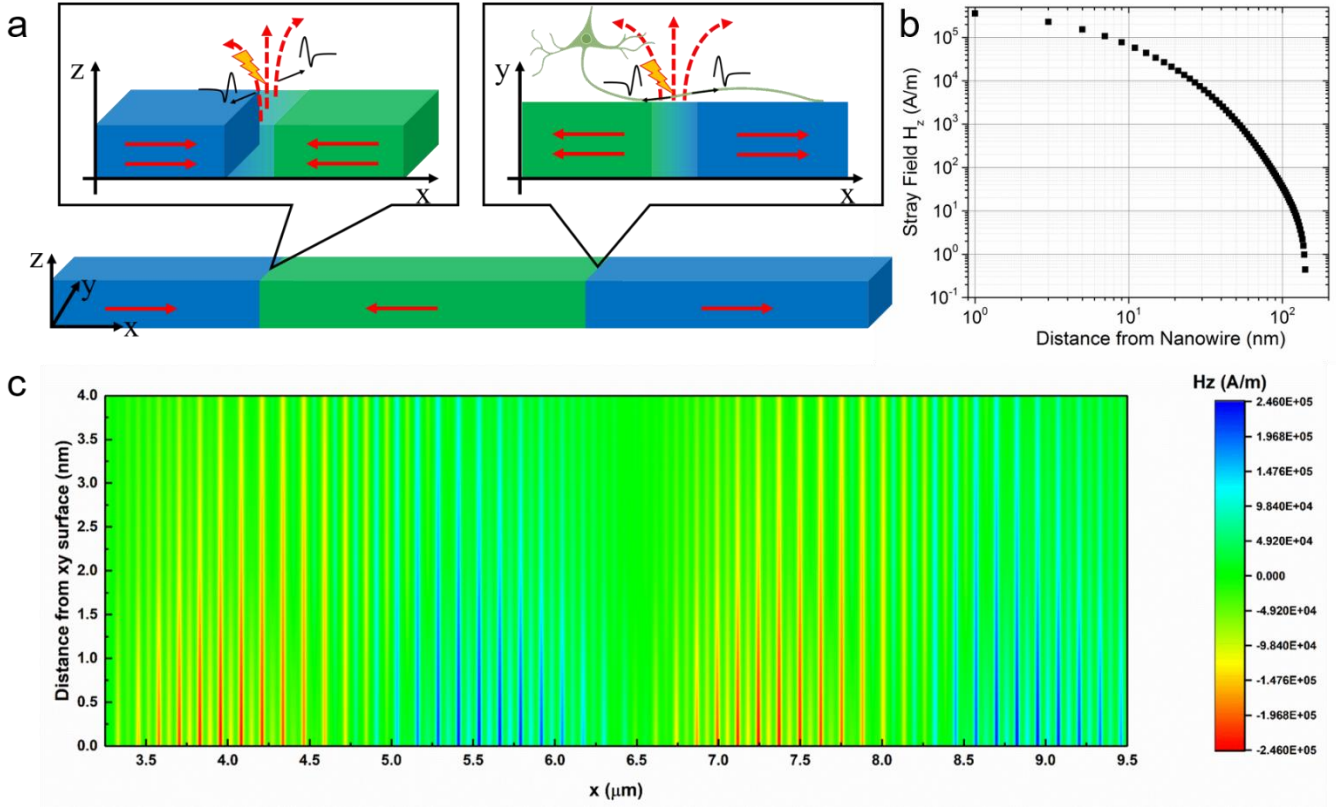 a
z
x
y
x
z
y
x
b
Stray Field H_z (A/m)
10^5
10^4
10^3
10^2
10^1
10^0
10^-1
10^0
10^1
10^2
Distance from Nanowire (nm)
c
Distance from xy surface (nm)
4.0
3.5
3.0
2.5
2.0
1.5
1.0
0.5
0.0
3.5 4.0 4.5 5.0 5.5 6.0 6.5 7.0 7.5 8.0 8.5 9.0 9.5
x (μm)
Hz (A/m)
2.460E+05
1.968E+05
1.476E+05
9.840E+04
4.920E+04
0.000
-4.920E+04
-9.840E+04
-1.476E+05
-1.968E+05
-2.460E+05